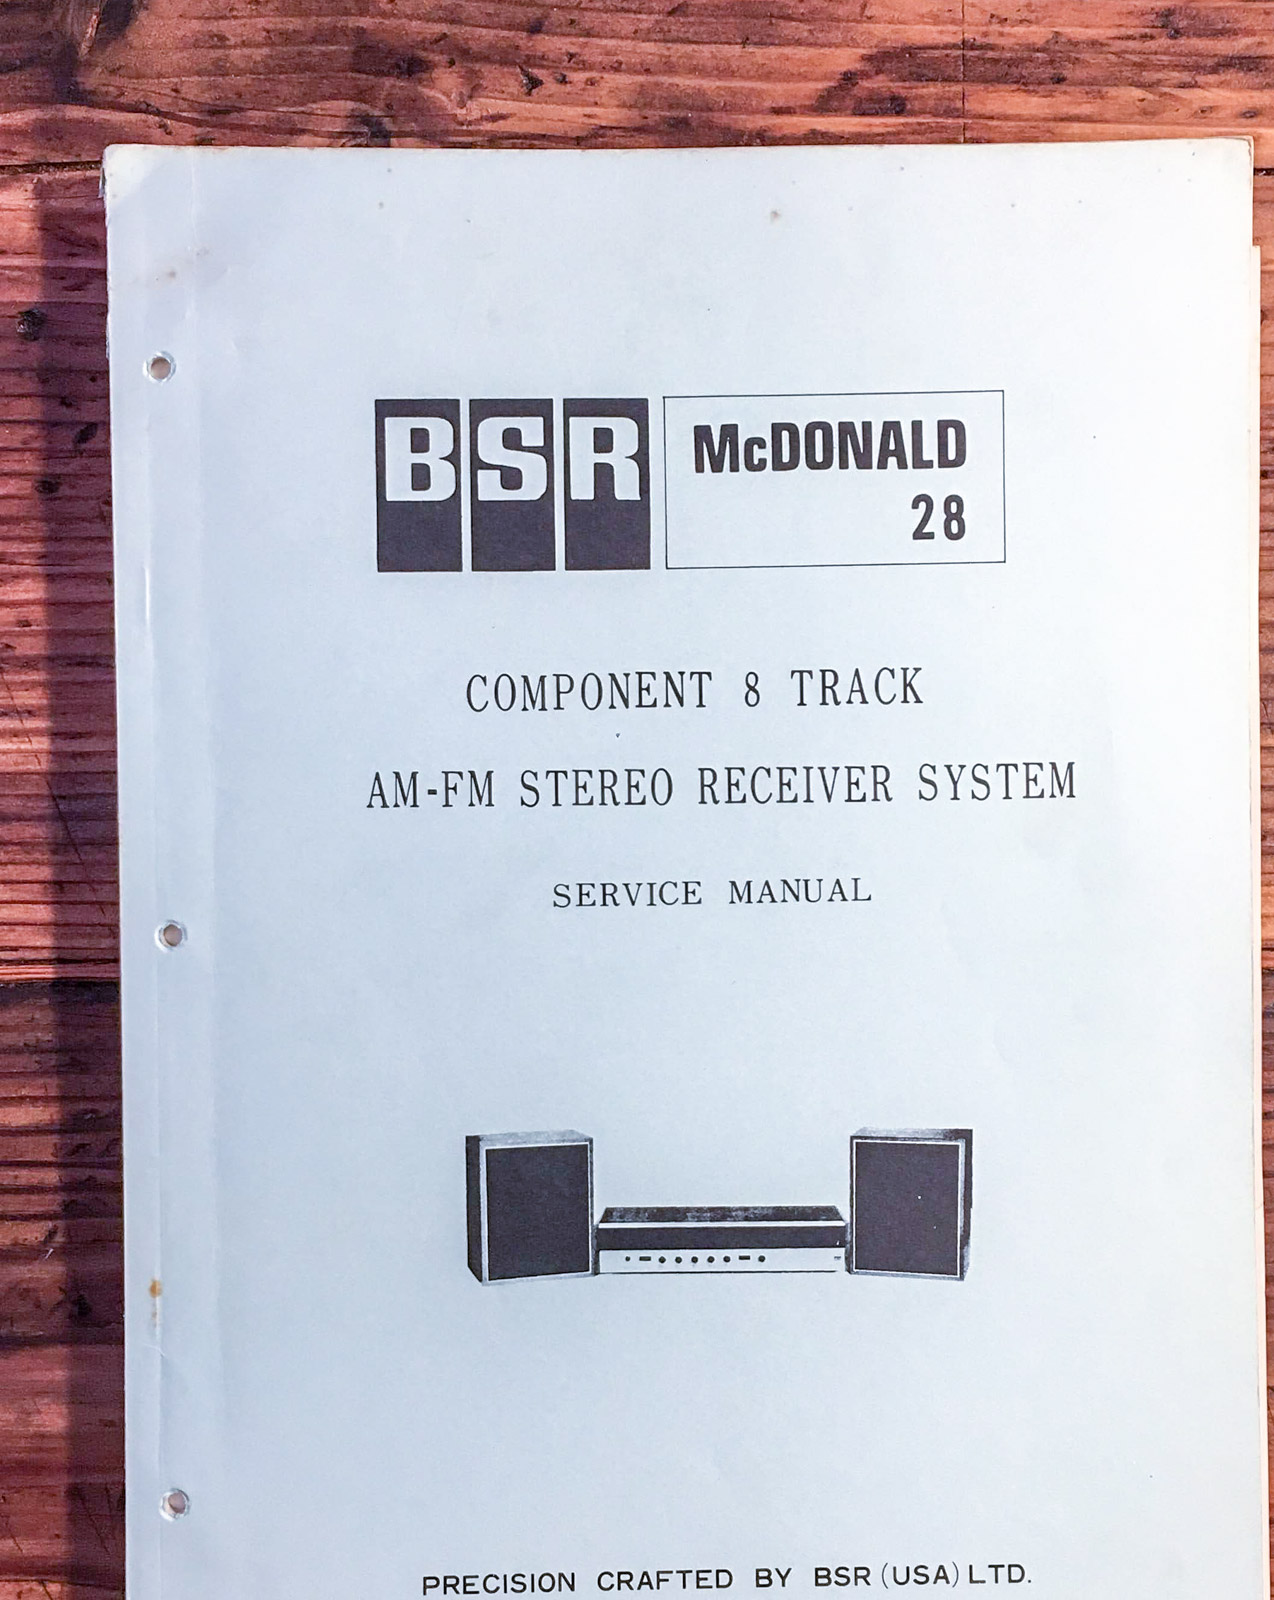 BSR McDONALD
28
COMPONENT 8 TRACK
AM-FM STEREO RECEIVER SYSTEM
SERVICE MANUAL
PRECISION CRAFTED BY BSR (USA) LTD.